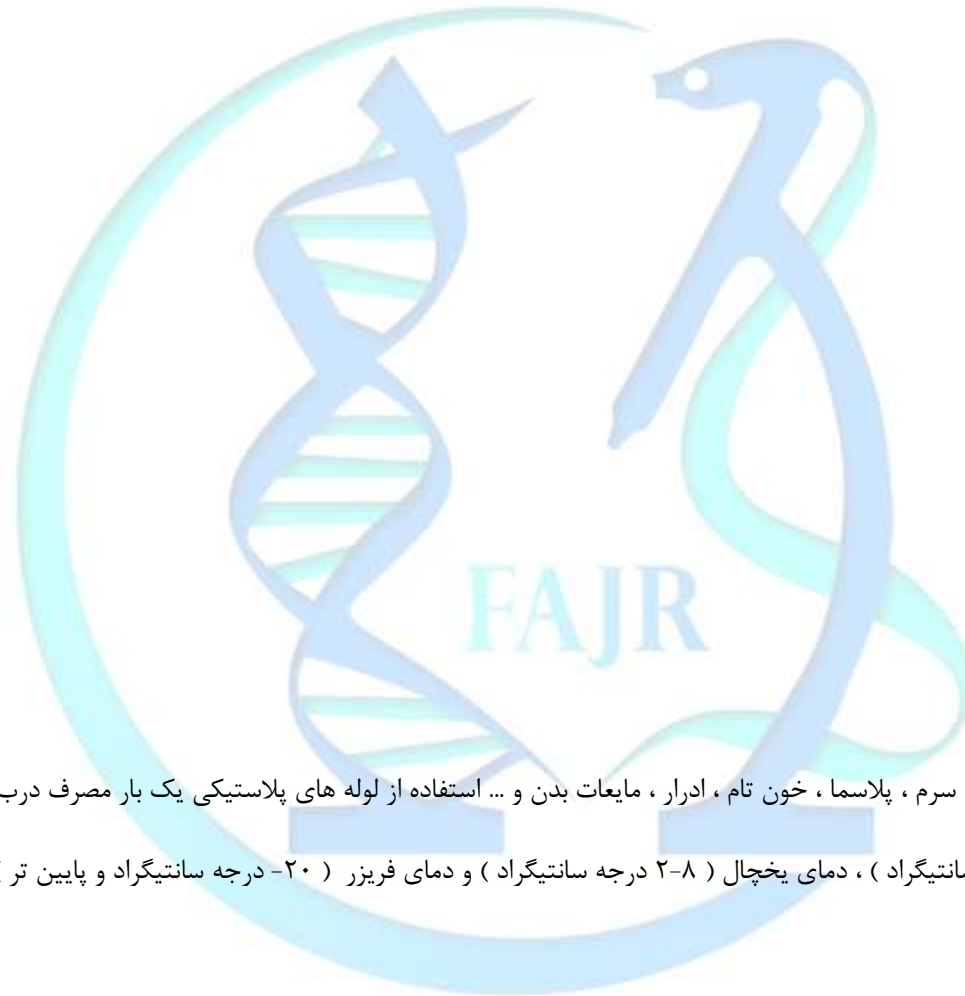 FAJR
سرم ، پلاسما ، خون تام ، ادرار ، مایعات بدن و ... استفاده از لوله های پلاستیکی یک بار مصرف درب
سانتیگراد ) ، دمای یخچال ( ۸-۲ درجه سانتیگراد ) و دمای فریزر ( ۲۰- درجه سانتیگراد و پایین تر )